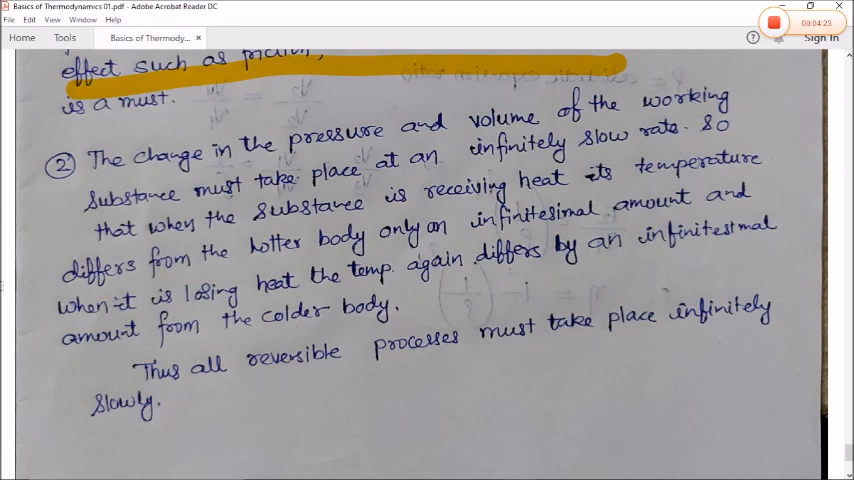 Basics of Thermodynamics 01.pdf - Adobe Acrobat Reader DC
File Edit View Window Help
00:04:23
Home Tools Basics of Thermody... × Sign In
effect such as
is a must.
② The change in the pressure and volume of the working
substance must take place at an infinitely slow rate. So
that when the substance is receiving heat its temperature
differs from the hotter body only an infinitesimal amount and
when it is losing heat the temp. again differs by an infinitesimal
amount from the colder body.
Thus all reversible processes must take place infinitely
slowly.